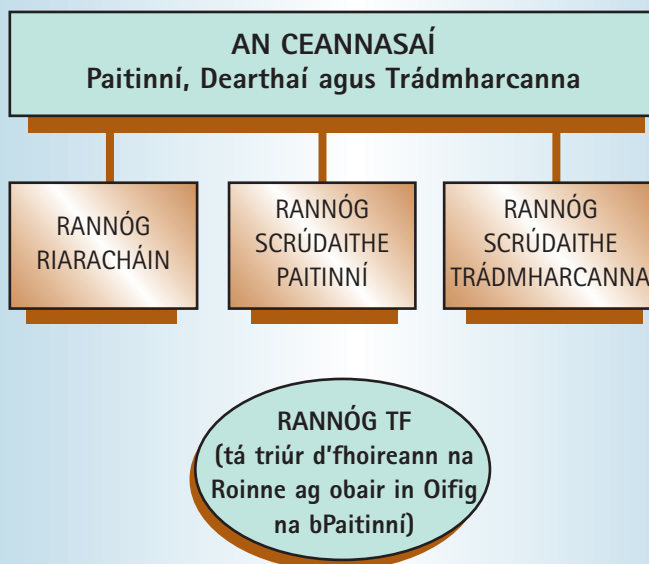 AN CEANNASAÍ
Paitinní, Dearthaí agus Trádmharcanna
RANNÓG
RIARACHÁIN
RANNÓG
SCRÚDAITHE
PAITINNÍ
RANNÓG
SCRÚDAITHE
TRÁDMHARCANNA
RANNÓG TF
(tá triúr d'fhoireann na
Roinne ag obair in Oifig
na bPaitinní)